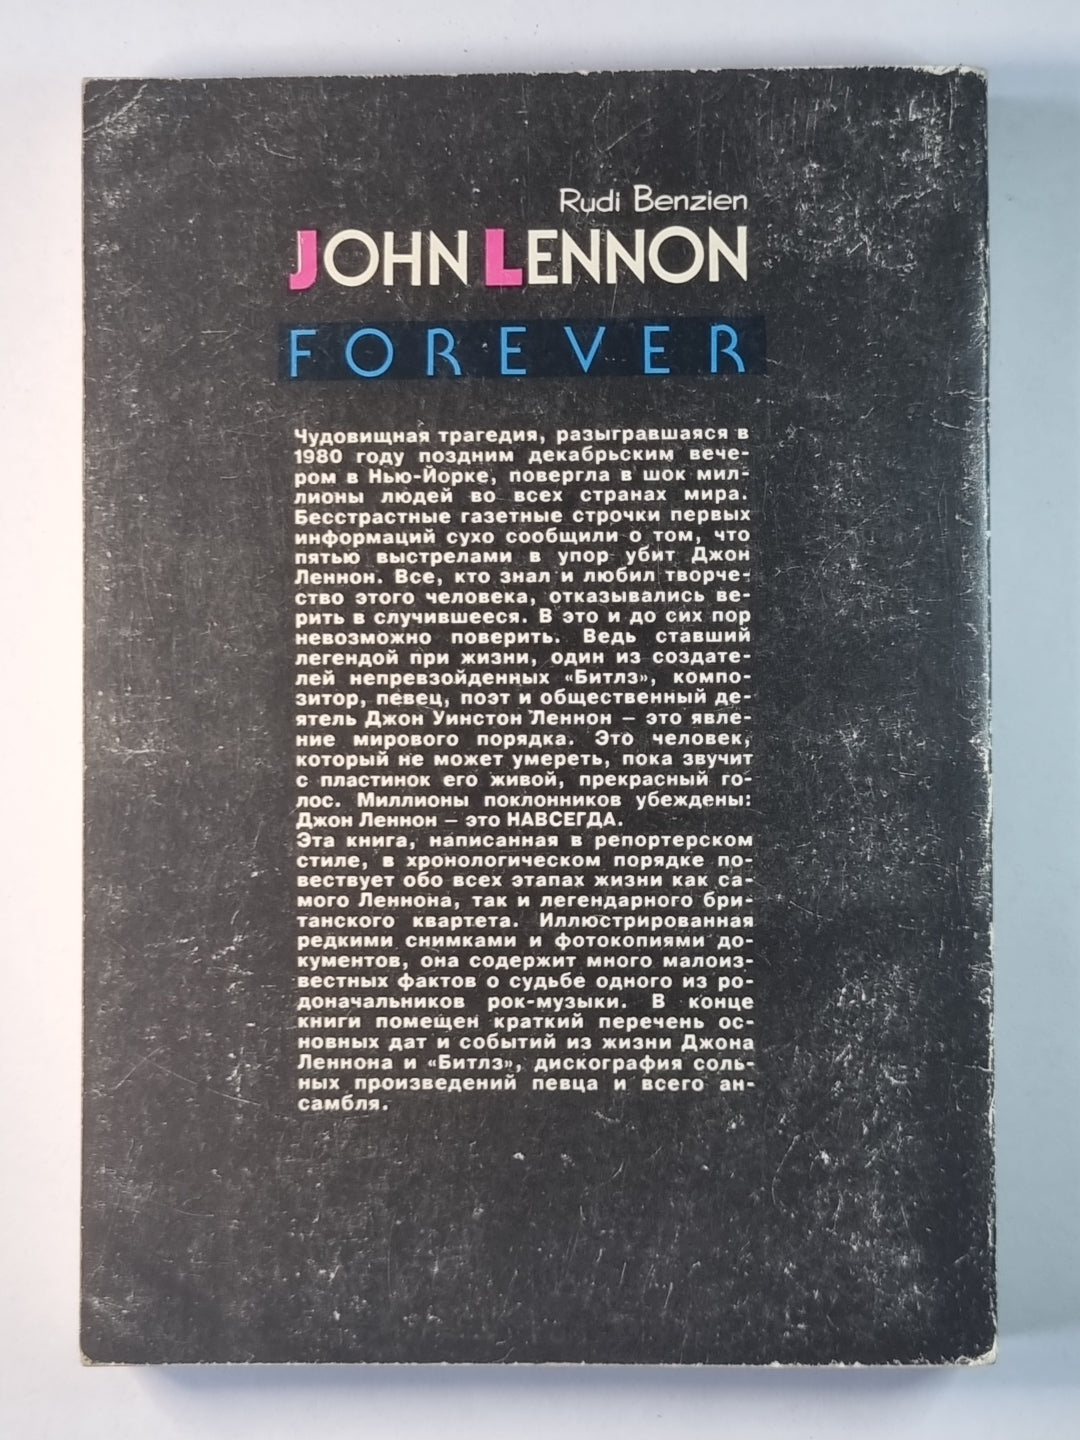 Rudi Benzien
JOHN LENNON
FOREVER
Чудовищная трагедия, разыгравшаяся в
1980 году поздним декабрьским вече-
ром в Нью-Йорке, повергла в шок мил-
лионы людей во всех странах мира.
Бесстрастные газетные строчки первых
информаций сухо сообщили о том, что
пятью выстрелами в упор убит Джон
Леннон. Все, кто знал и любил творче-
ство этого человека, отказывались ве-
рить в случившееся. В это и до сих пор
невозможно поверить. Ведь ставший
легендой при жизни, один из создате-
лей непревзойденных «Битлз», компо-
зитор, певец, поэт и общественный де-
ятель Джон Уинстон Леннон – это явле-
ние мирового порядка. Это человек,
который не может умереть, пока звучит
с пластинок его живой, прекрасный го-
лос. Миллионы поклонников убеждены:
Джон Леннон – это НАВСЕГДА.
Эта книга, написанная в репортерском
стиле, в хронологическом порядке по-
вествует обо всех этапах жизни как са-
мого Леннона, так и легендарного бри-
танского квартета. Иллюстрированная
редкими снимками и фотокопиями до-
кументов, она содержит много малоиз-
вестных фактов о судьбе одного из ро-
доначальников рок-музыки. В конце
книги помещен краткий перечень ос-
новных дат и событий из жизни Джона
Леннона и «Битлз», дискография соль-
ных произведений певца и всего ан-
самбля.